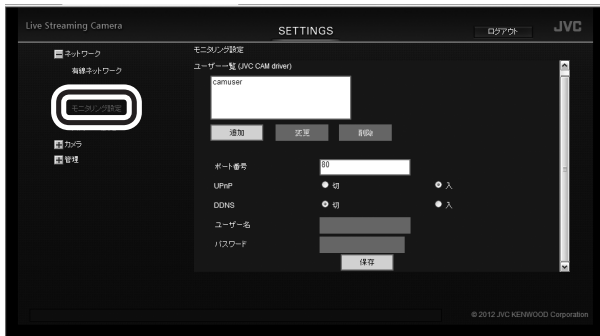 Live Streaming Camera
SETTINGS
ログアウト
JVC
ネットワーク
有線ネットワーク
モニタリング設定
カメラ
管理
モニタリング設定
ユーザー一覧 (JVC CAM driver)
camuser
追加 変更 削除
ポート番号 80
UPnP 切 入
DDNS 切 入
ユーザー名
パスワード
保存
© 2012 JVC KENWOOD Corporation